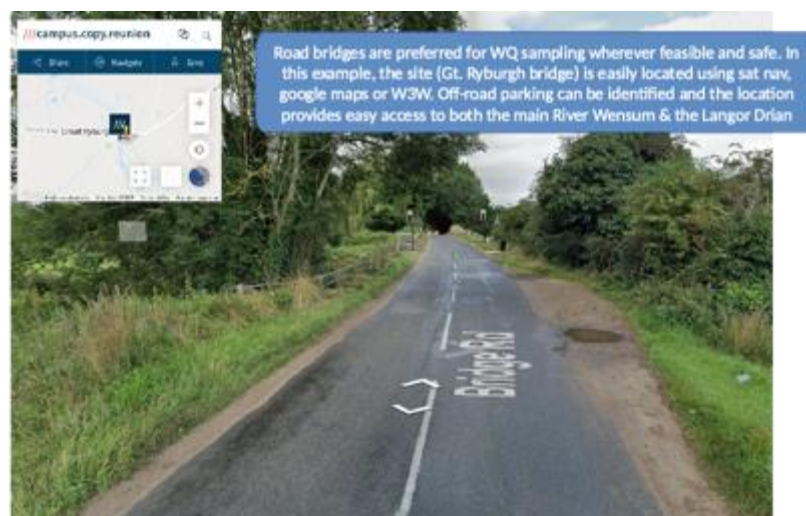 ///campus.copy.reunion
Share Navigate Save
Road bridges are preferred for WQ sampling wherever feasible and safe. In
this example, the site (Gt. Ryburgh bridge) is easily located using sat nav,
google maps or W3W. Off-road parking can be identified and the location
provides easy access to both the main River Wensum & the Langor Drian
Great Ryburgh
Bridge Rd